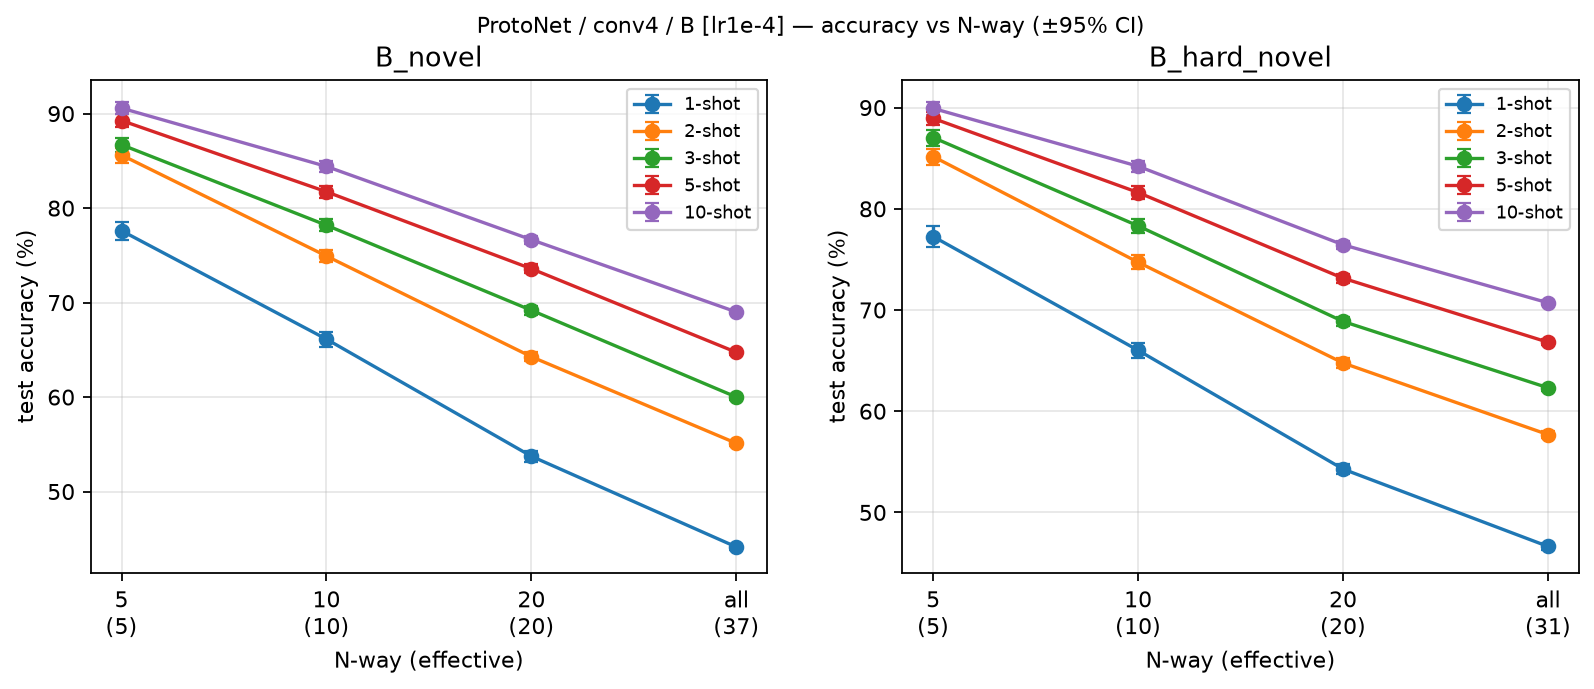 ProtoNet / conv4 / B [lr1e-4] — accuracy vs N-way (±95% CI)
B_novel
test accuracy (%)
90
80
70
60
50
1-shot
2-shot
3-shot
5-shot
10-shot
5 10 20 all
(5) (10) (20) (37)
N-way (effective)
B_hard_novel
test accuracy (%)
90
80
70
60
50
1-shot
2-shot
3-shot
5-shot
10-shot
5 10 20 all
(5) (10) (20) (31)
N-way (effective)